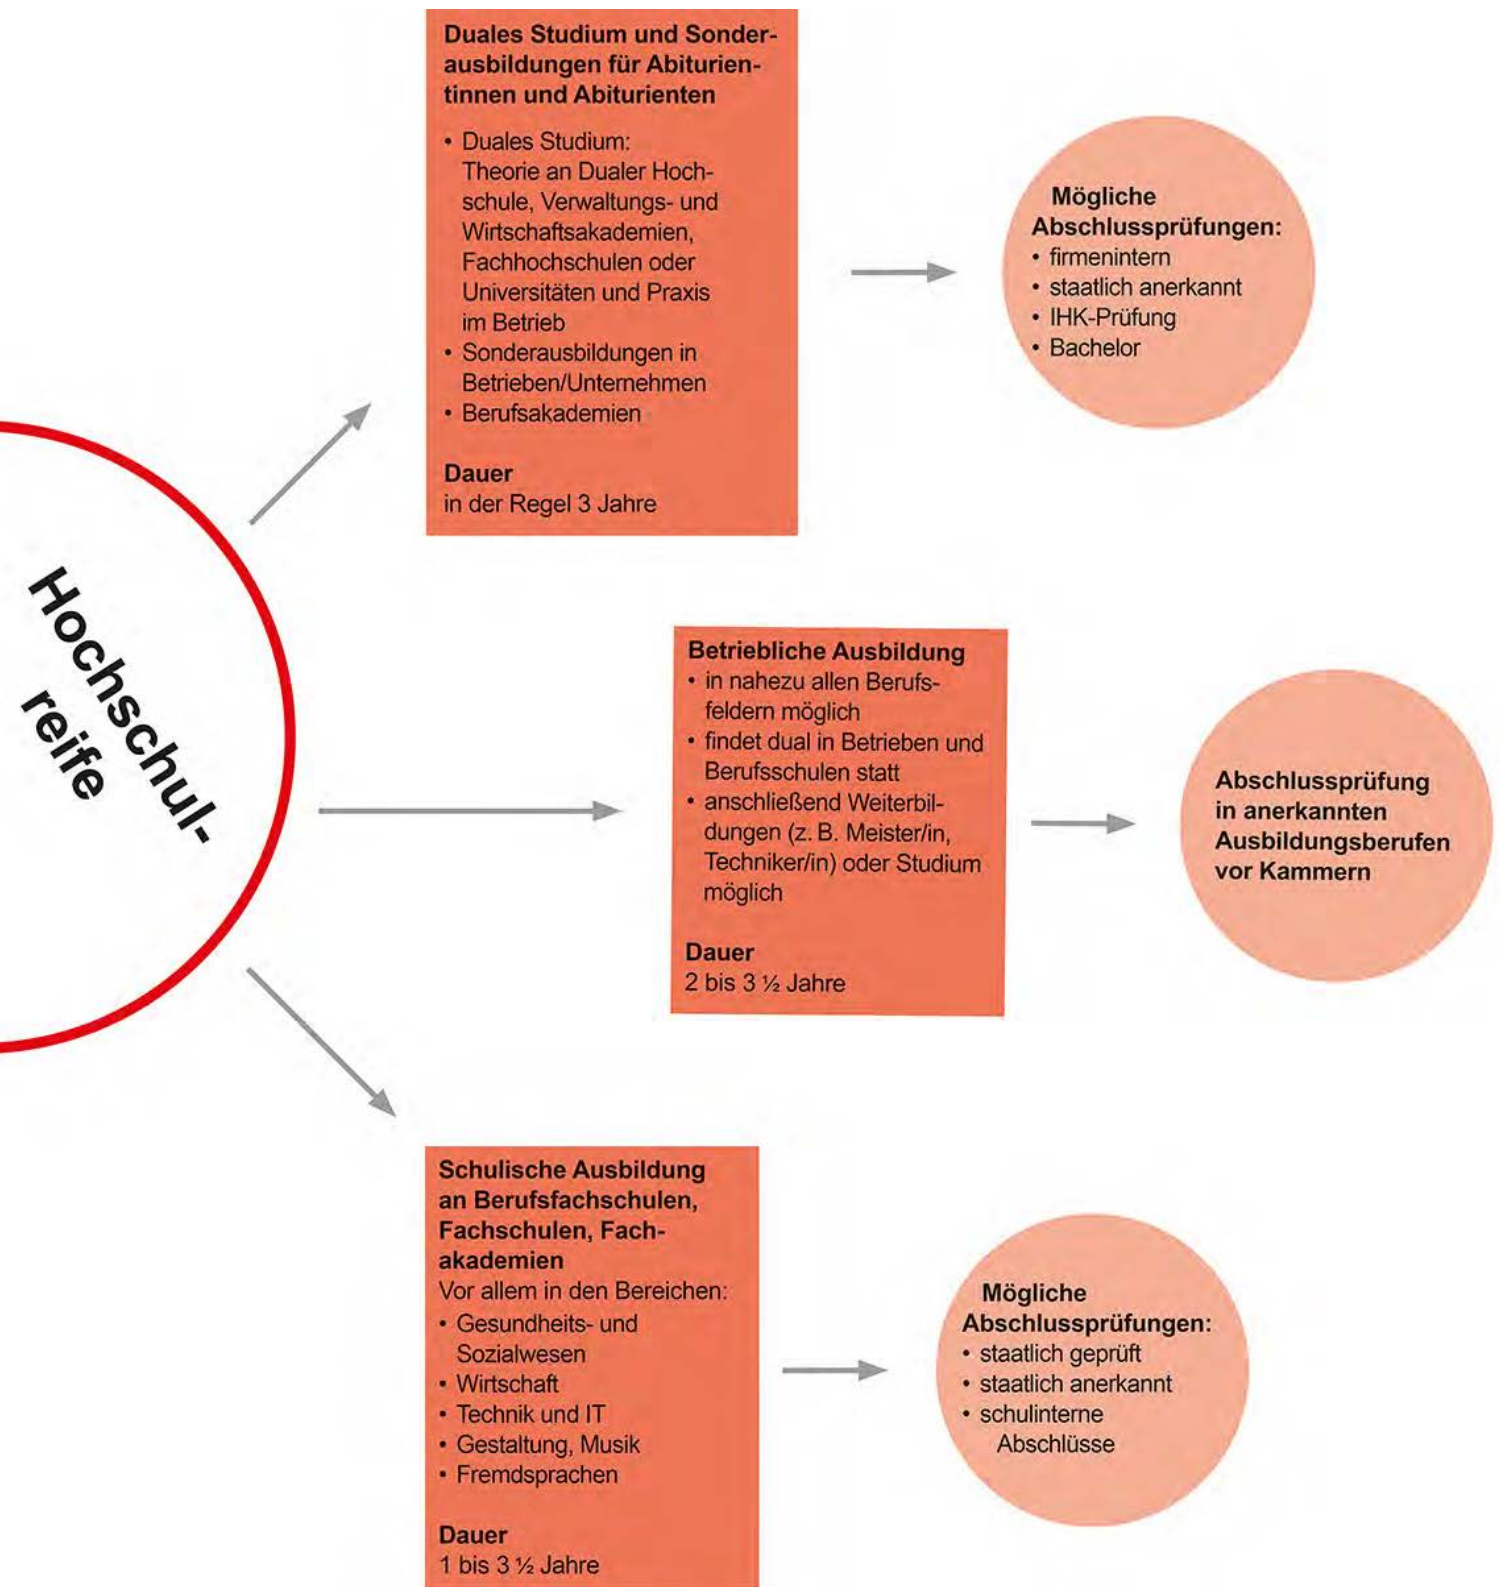 Hochschul-
reife
Duales Studium und Sonder-
ausbildungen für Abiturien-
tinnen und Abiturienten
• Duales Studium:
Theorie an Dualer Hoch-
schule, Verwaltungs- und
Wirtschaftsakademien,
Fachhochschulen oder
Universitäten und Praxis
im Betrieb
• Sonderausbildungen in
Betrieben/Unternehmen
• Berufsakademien
Dauer
in der Regel 3 Jahre
Mögliche
Abschlussprüfungen:
• firmenintern
• staatlich anerkannt
• IHK-Prüfung
• Bachelor
Betriebliche Ausbildung
• in nahezu allen Berufs-
feldern möglich
• findet dual in Betrieben und
Berufsschulen statt
• anschließend Weiterbil-
dungen (z. B. Meister/in,
Techniker/in) oder Studium
möglich
Dauer
2 bis 3 ½ Jahre
Abschlussprüfung
in anerkannten
Ausbildungsberufen
vor Kammern
Schulische Ausbildung
an Berufsfachschulen,
Fachschulen, Fach-
akademien
Vor allem in den Bereichen:
• Gesundheits- und
Sozialwesen
• Wirtschaft
• Technik und IT
• Gestaltung, Musik
• Fremdsprachen
Dauer
1 bis 3 ½ Jahre
Mögliche
Abschlussprüfungen:
• staatlich geprüft
• staatlich anerkannt
• schulinterne
Abschlüsse